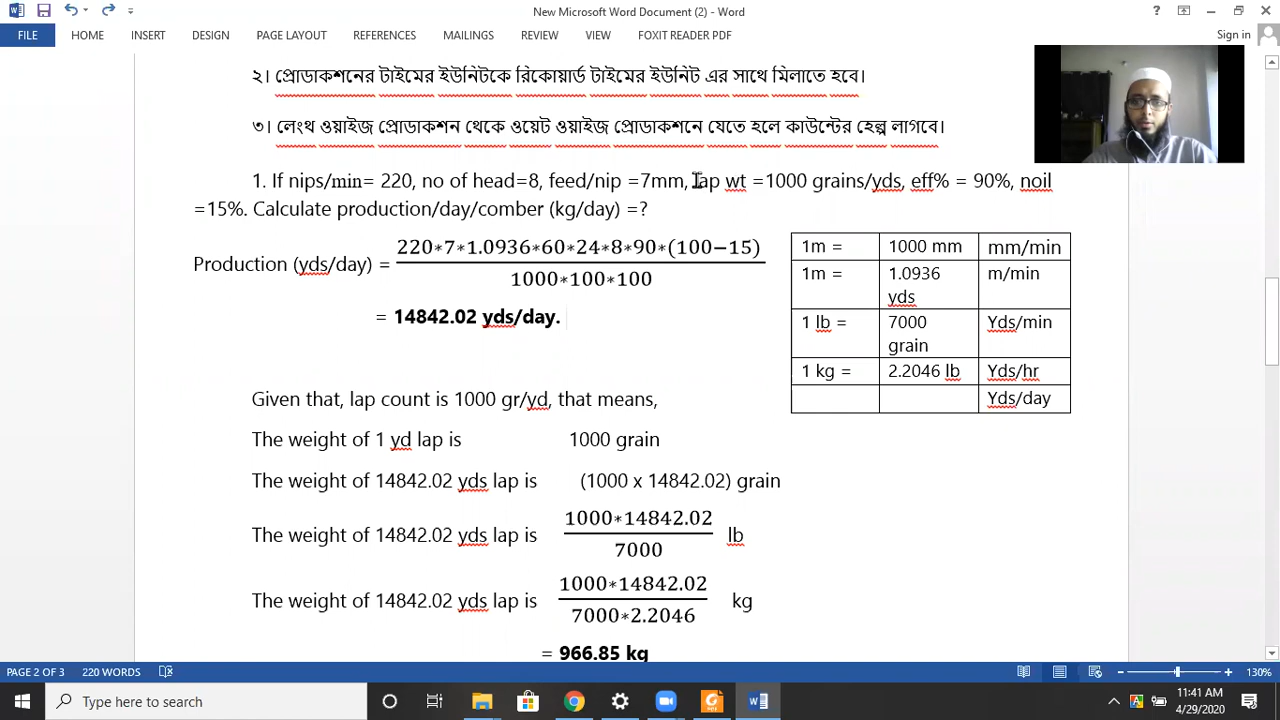 New Microsoft Word Document (2) - Word
Sign in
FILE HOME INSERT DESIGN PAGE LAYOUT REFERENCES MAILINGS REVIEW VIEW FOXIT READER PDF
২। প্রোডাকশনের টাইমের ইউনিটকে রিকোয়ার্ড টাইমের ইউনিট এর সাথে মিলাতে হবে।
৩। লেংথ ওয়াইজ প্রোডাকশন থেকে ওয়েট ওয়াইজ প্রোডাকশনে যেতে হলে কাউন্টের হেল্প লাগবে।
1. If nips/min= 220, no of head=8, feed/nip =7mm, lap wt =1000 grains/yds, eff% = 90%, noil
=15%. Calculate production/day/comber (kg/day) =?
Production (yds/day) = 220*7*1.0936*60*24*8*90*(100−15)
1000*100*100
= 14842.02 yds/day.
1m = 1000 mm mm/min
1m = 1.0936 yds m/min
1 lb = 7000 grain Yds/min
1 kg = 2.2046 lb Yds/hr
Yds/day
Given that, lap count is 1000 gr/yd, that means,
The weight of 1 yd lap is 1000 grain
The weight of 14842.02 yds lap is (1000 x 14842.02) grain
The weight of 14842.02 yds lap is 1000*14842.02 lb
7000
The weight of 14842.02 yds lap is 1000*14842.02 kg
7000*2.2046
= 966.85 kg
PAGE 2 OF 3 220 WORDS 130%
Type here to search
11:41 AM
4/29/2020